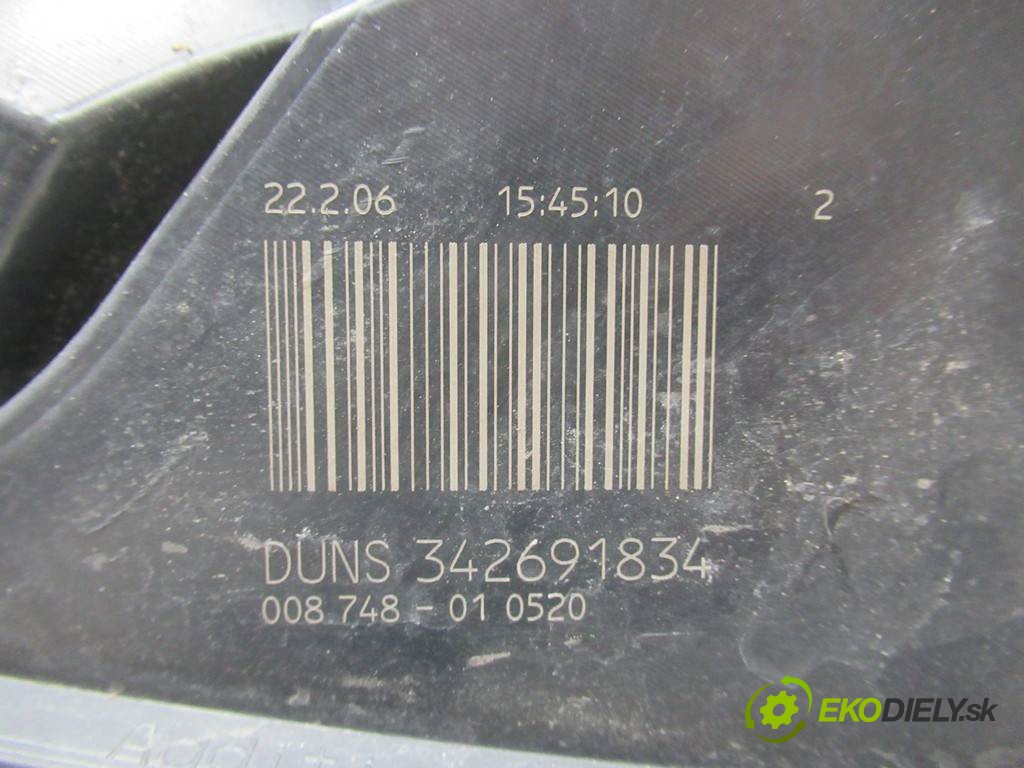 22.2.06 15:45:10 2
DUNS 342691834
008 748 - 01 0520
EKODIELY.sk